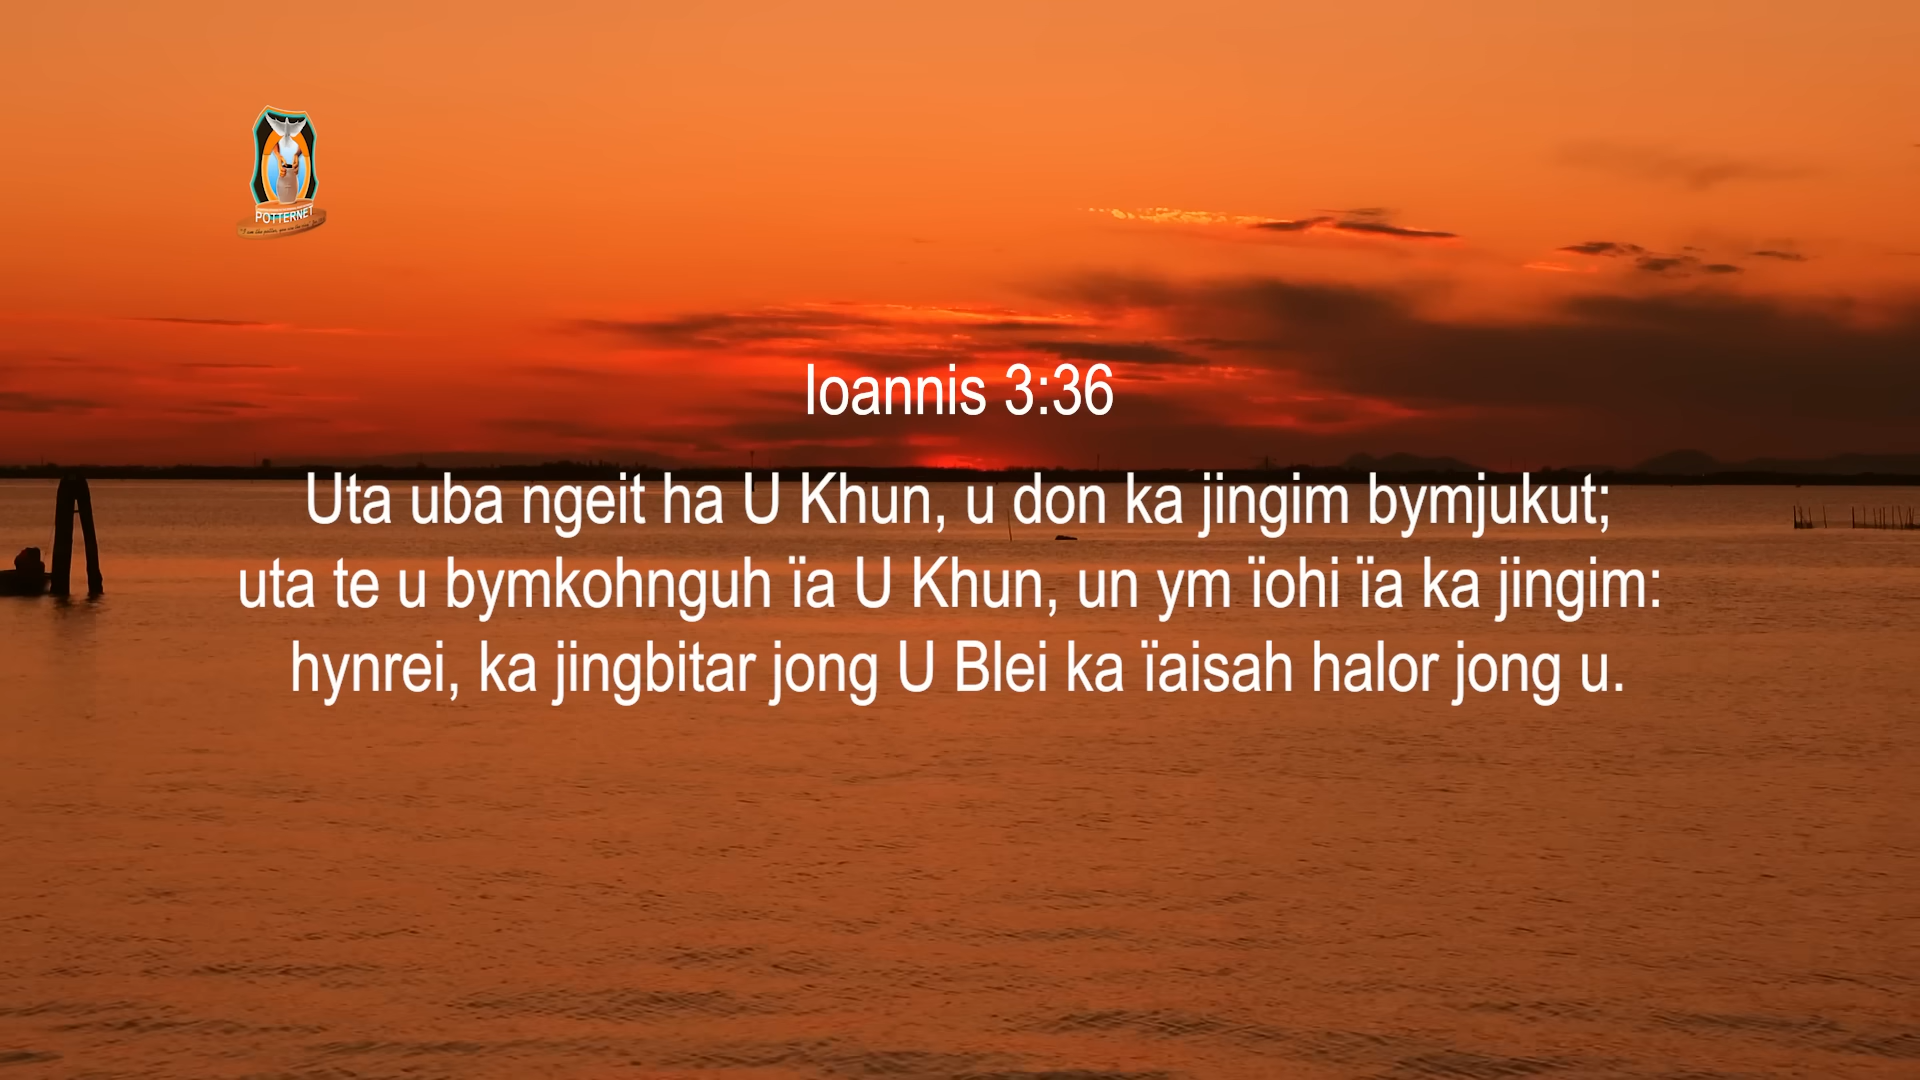 POTTERNET
Ioannis 3:36
Uta uba ngeit ha U Khun, u don ka jingim bymjukut;
uta te u bymkohnguh ïa U Khun, un ym ïohi ïa ka jingim:
hynrei, ka jingbitar jong U Blei ka ïaisah halor jong u.